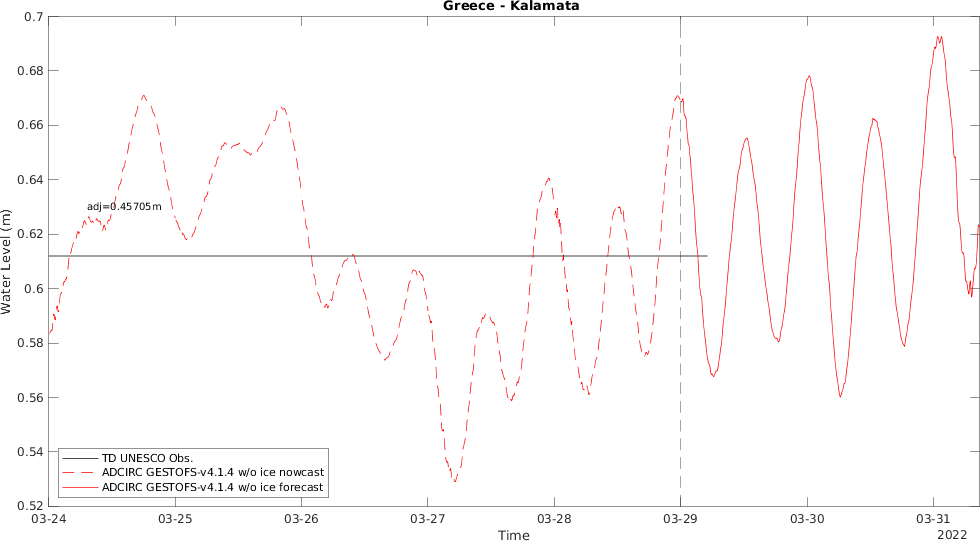 Greece - Kalamata
0.7
0.68
0.66
0.64
0.62
0.6
0.58
0.56
0.54
0.52
Water Level (m)
adj=0.45705m
TD UNESCO Obs.
ADCIRC GESTOFS-v4.1.4 w/o ice nowcast
ADCIRC GESTOFS-v4.1.4 w/o ice forecast
03-24 03-25 03-26 03-27 03-28 03-29 03-30 03-31
Time
2022